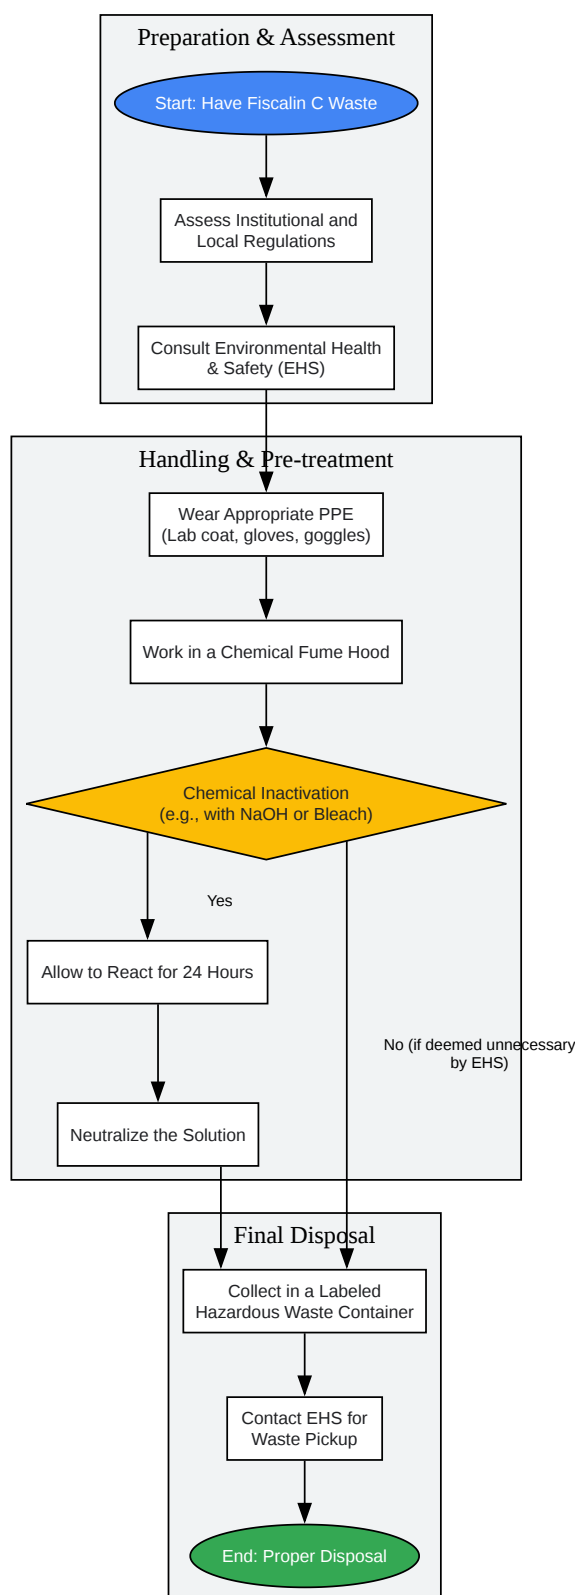 Preparation & Assessment
Start: Have Fiscalin C Waste
Assess Institutional and
Local Regulations
Consult Environmental Health
& Safety (EHS)
Handling & Pre-treatment
Wear Appropriate PPE
(Lab coat, gloves, goggles)
Work in a Chemical Fume Hood
Chemical Inactivation
(e.g., with NaOH or Bleach)
Yes
Allow to React for 24 Hours
No (if deemed unnecessary
by EHS)
Neutralize the Solution
Final Disposal
Collect in a Labeled
Hazardous Waste Container
Contact EHS for
Waste Pickup
End: Proper Disposal